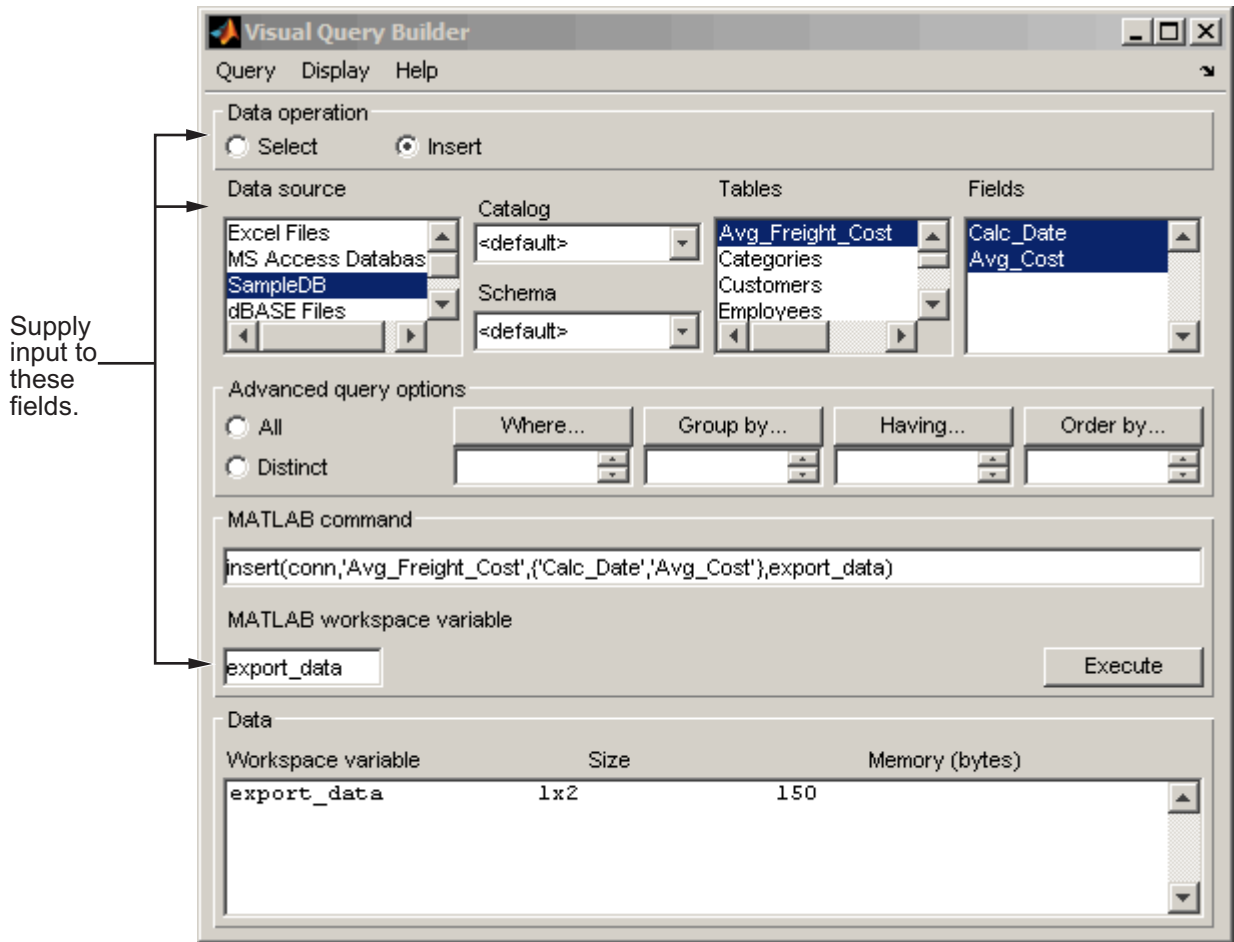 Visual Query Builder
Query Display Help
Data operation
Select Insert
Data source
Catalog
Tables
Fields
Excel Files
MS Access Databas
SampleDB
dBASE Files
<default>
Schema
<default>
Avg_Freight_Cost
Categories
Customers
Employees
Calc_Date
Avg_Cost
Supply
input to
these
fields.
Advanced query options
All
Distinct
Where... Group by... Having... Order by...
MATLAB command
insert(conn,'Avg_Freight_Cost',{'Calc_Date','Avg_Cost'},export_data)
MATLAB workspace variable
export_data
Execute
Data
Workspace variable Size Memory (bytes)
export_data 1x2 150